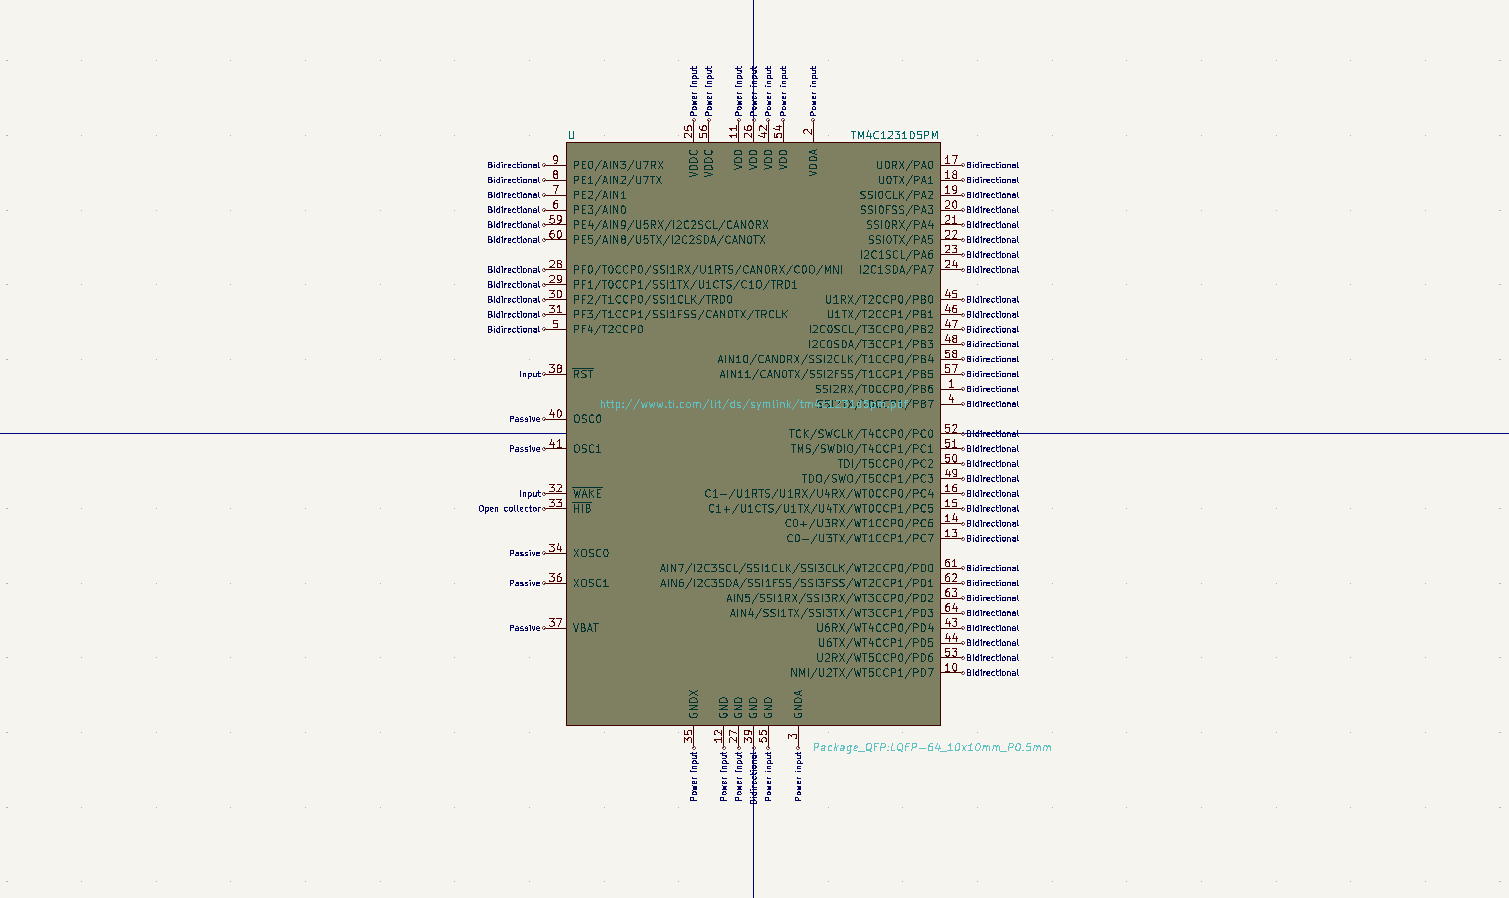 Power input Power input Power input Power input Power input Power input Power input
25 56 11 26 42 54 2
U TM4C1231D5PM
VDDC VDDC VDD VDD VDD VDD VDDA
Bidirectional 9 PE0/AIN3/U7RX U0RX/PA0 17 Bidirectional
Bidirectional 8 PE1/AIN2/U7TX U0TX/PA1 18 Bidirectional
Bidirectional 7 PE2/AIN1 SSI0CLK/PA2 19 Bidirectional
Bidirectional 6 PE3/AIN0 SSI0FSS/PA3 20 Bidirectional
Bidirectional 59 PE4/AIN9/U5RX/I2C2SCL/CAN0RX SSI0RX/PA4 21 Bidirectional
Bidirectional 60 PE5/AIN8/U5TX/I2C2SDA/CAN0TX SSI0TX/PA5 22 Bidirectional
I2C1SCL/PA6 23 Bidirectional
Bidirectional 28 PF0/T0CCP0/SSI1RX/U1RTS/CAN0RX/C0O/MNI I2C1SDA/PA7 24 Bidirectional
Bidirectional 29 PF1/T0CCP1/SSI1TX/U1CTS/C1O/TRD1
Bidirectional 30 PF2/T1CCP0/SSI1CLK/TRD0 U1RX/T2CCP0/PB0 45 Bidirectional
Bidirectional 31 PF3/T1CCP1/SSI1FSS/CAN0TX/TRCLK U1TX/T2CCP1/PB1 46 Bidirectional
Bidirectional 5 PF4/T2CCP0 I2C0SCL/T3CCP0/PB2 47 Bidirectional
I2C0SDA/T3CCP1/PB3 48 Bidirectional
AIN10/CAN0RX/SSI2CLK/T1CCP0/PB4 58 Bidirectional
Input 38 RST AIN11/CAN0TX/SSI2FSS/T1CCP1/PB5 57 Bidirectional
SSI2RX/T0CCP0/PB6 1 Bidirectional
http://www.ti.com/lit/ds/symlink/tm4c1231d5pm.pdf SSI2TX/T0CCP1/PB7 4 Bidirectional
Passive 40 OSC0
TCK/SWCLK/T4CCP0/PC0 52 Bidirectional
Passive 41 OSC1 TMS/SWDIO/T4CCP1/PC1 51 Bidirectional
TDI/T5CCP0/PC2 50 Bidirectional
TDO/SWO/T5CCP1/PC3 49 Bidirectional
Input 32 WAKE C1-/U1RTS/U1RX/U4RX/WT0CCP0/PC4 16 Bidirectional
Open collector 33 HIB C1+/U1CTS/U1TX/U4TX/WT0CCP1/PC5 15 Bidirectional
C0+/U3RX/WT1CCP0/PC6 14 Bidirectional
C0-/U3TX/WT1CCP1/PC7 13 Bidirectional
Passive 34 XOSC0
AIN7/I2C3SCL/SSI1CLK/SSI3CLK/WT2CCP0/PD0 61 Bidirectional
Passive 36 XOSC1 AIN6/I2C3SDA/SSI1FSS/SSI3FSS/WT2CCP1/PD1 62 Bidirectional
AIN5/SSI1RX/SSI3RX/WT3CCP0/PD2 63 Bidirectional
AIN4/SSI1TX/SSI3TX/WT3CCP1/PD3 64 Bidirectional
Passive 37 VBAT U6RX/WT4CCP0/PD4 43 Bidirectional
U6TX/WT4CCP1/PD5 44 Bidirectional
U2RX/WT5CCP0/PD6 53 Bidirectional
NMI/U2TX/WT5CCP1/PD7 10 Bidirectional
GNDX GND GND GND GND GNDA
35 12 27 39 55 3
Package_QFP:LQFP-64_10x10mm_P0.5mm
Power input Power input Power input Bidirectional Power input Power input